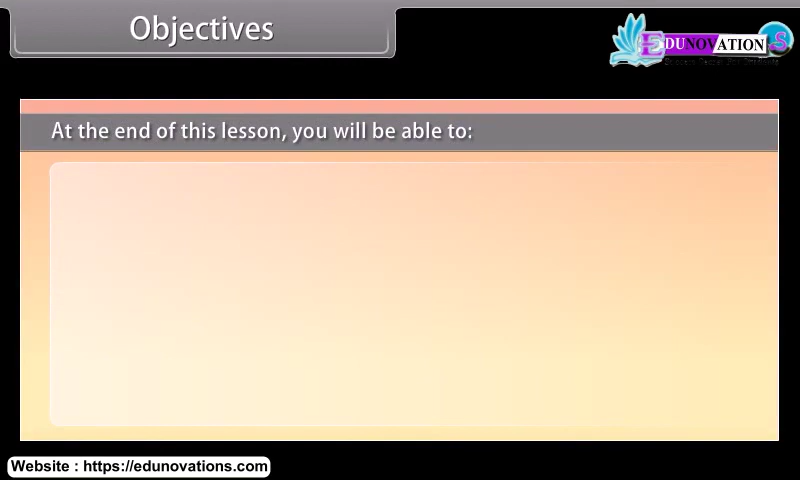 Objectives
EDUNOVATION S
At the end of this lesson, you will be able to:
Website : https://edunovations.com